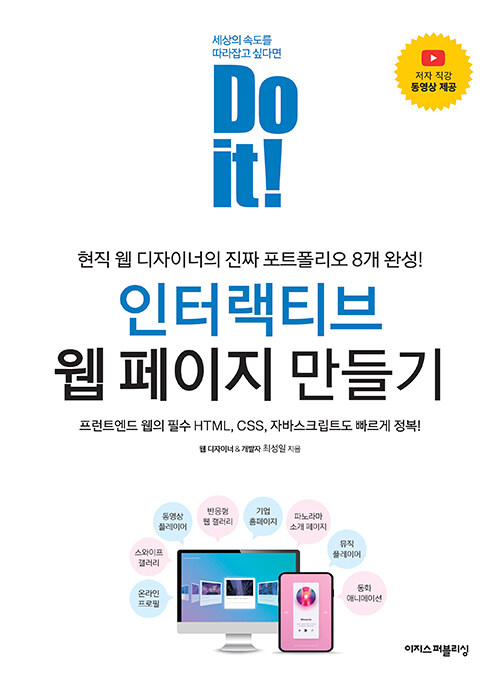 세상의 속도를
따라잡고 싶다면
Do
it!
저자 직강
동영상 제공
현직 웹 디자이너의 진짜 포트폴리오 8개 완성!
인터랙티브
웹 페이지 만들기
프런트엔드 웹의 필수 HTML, CSS, 자바스크립트도 빠르게 정복!
웹 디자이너 & 개발자 최성일 지음
동영상
플레이어
반응형
웹 갤러리
기업
홈페이지
파노라마
소개 페이지
스와이프
갤러리
뮤직
플레이어
온라인
프로필
동화
애니메이션
이지스 퍼블리싱